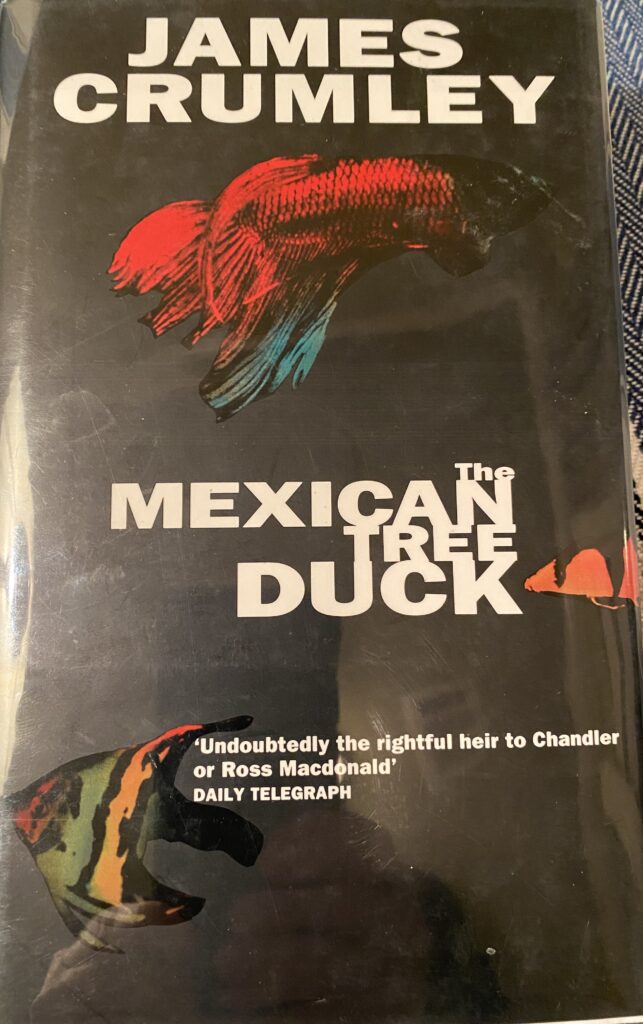 JAMES
CRUMLEY
The
MEXICAN
TREE
DUCK
‘Undoubtedly the rightful heir to Chandler
or Ross Macdonald’
DAILY TELEGRAPH